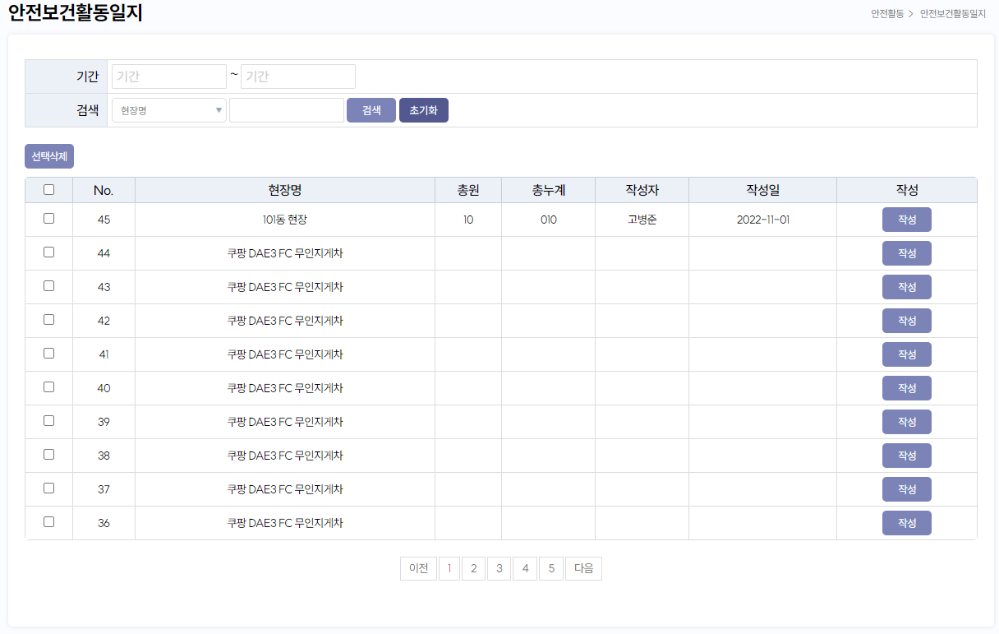 안전보건활동일지
안전활동 > 안전보건활동일지
기간 기간 ~ 기간
검색 현장명 검색 초기화
선택삭제
No. 현장명 총원 총누계 작성자 작성일 작성
45 101동 현장 10 010 고병준 2022-11-01 작성
44 쿠팡 DAE3 FC 무인지게차 작성
43 쿠팡 DAE3 FC 무인지게차 작성
42 쿠팡 DAE3 FC 무인지게차 작성
41 쿠팡 DAE3 FC 무인지게차 작성
40 쿠팡 DAE3 FC 무인지게차 작성
39 쿠팡 DAE3 FC 무인지게차 작성
38 쿠팡 DAE3 FC 무인지게차 작성
37 쿠팡 DAE3 FC 무인지게차 작성
36 쿠팡 DAE3 FC 무인지게차 작성
이전 1 2 3 4 5 다음